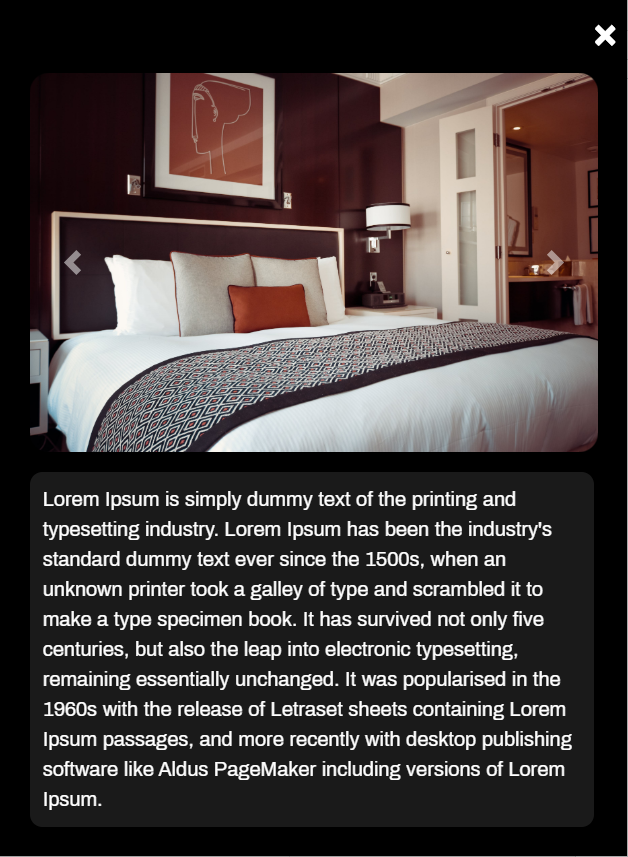 Lorem Ipsum is simply dummy text of the printing and
typesetting industry. Lorem Ipsum has been the industry's
standard dummy text ever since the 1500s, when an
unknown printer took a galley of type and scrambled it to
make a type specimen book. It has survived not only five
centuries, but also the leap into electronic typesetting,
remaining essentially unchanged. It was popularised in the
1960s with the release of Letraset sheets containing Lorem
Ipsum passages, and more recently with desktop publishing
software like Aldus PageMaker including versions of Lorem
Ipsum.